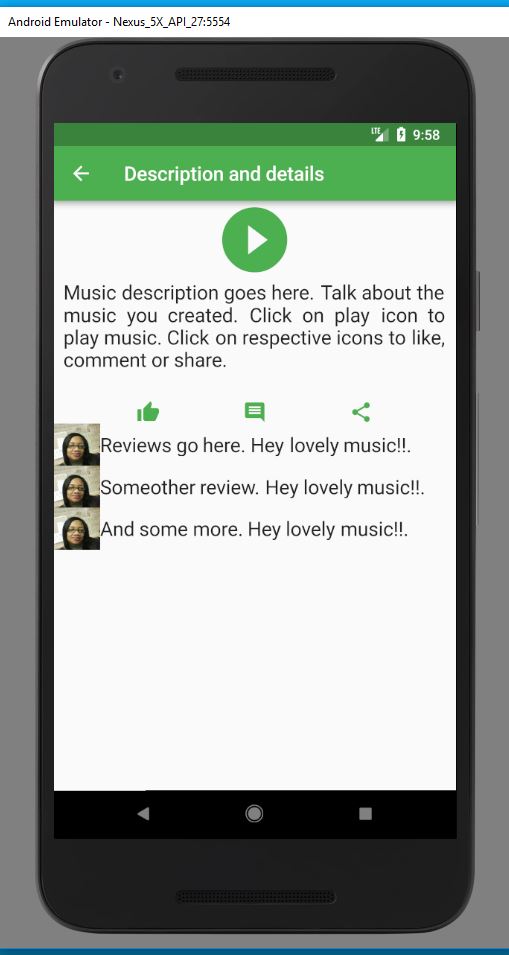 Android Emulator - Nexus_5X_API_27:5554
LTE 9:58
Description and details
Music description goes here. Talk about the
music you created. Click on play icon to
play music. Click on respective icons to like,
comment or share.
Reviews go here. Hey lovely music!!.
Someother review. Hey lovely music!!.
And some more. Hey lovely music!!.